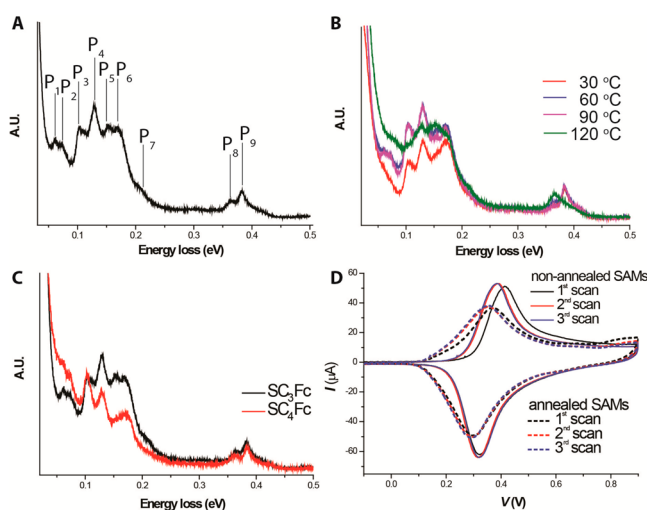 A
P1
P2
P3
P4
P5
P6
P7
P8
P9
A.U.
0.1 0.2 0.3 0.4 0.5
Energy loss (eV)
B
30 °C
60 °C
90 °C
120 °C
A.U.
0.0 0.1 0.2 0.3 0.4 0.5
Energy loss (eV)
C
SC3Fc
SC4Fc
A.U.
0.1 0.2 0.3 0.4 0.5
Energy loss (eV)
D
non-annealed SAMs
1st scan
2nd scan
3rd scan
annealed SAMs
1st scan
2nd scan
3rd scan
60
40
20
0
-20
-40
-60
I (μA)
0.0 0.2 0.4 0.6 0.8
V (V)